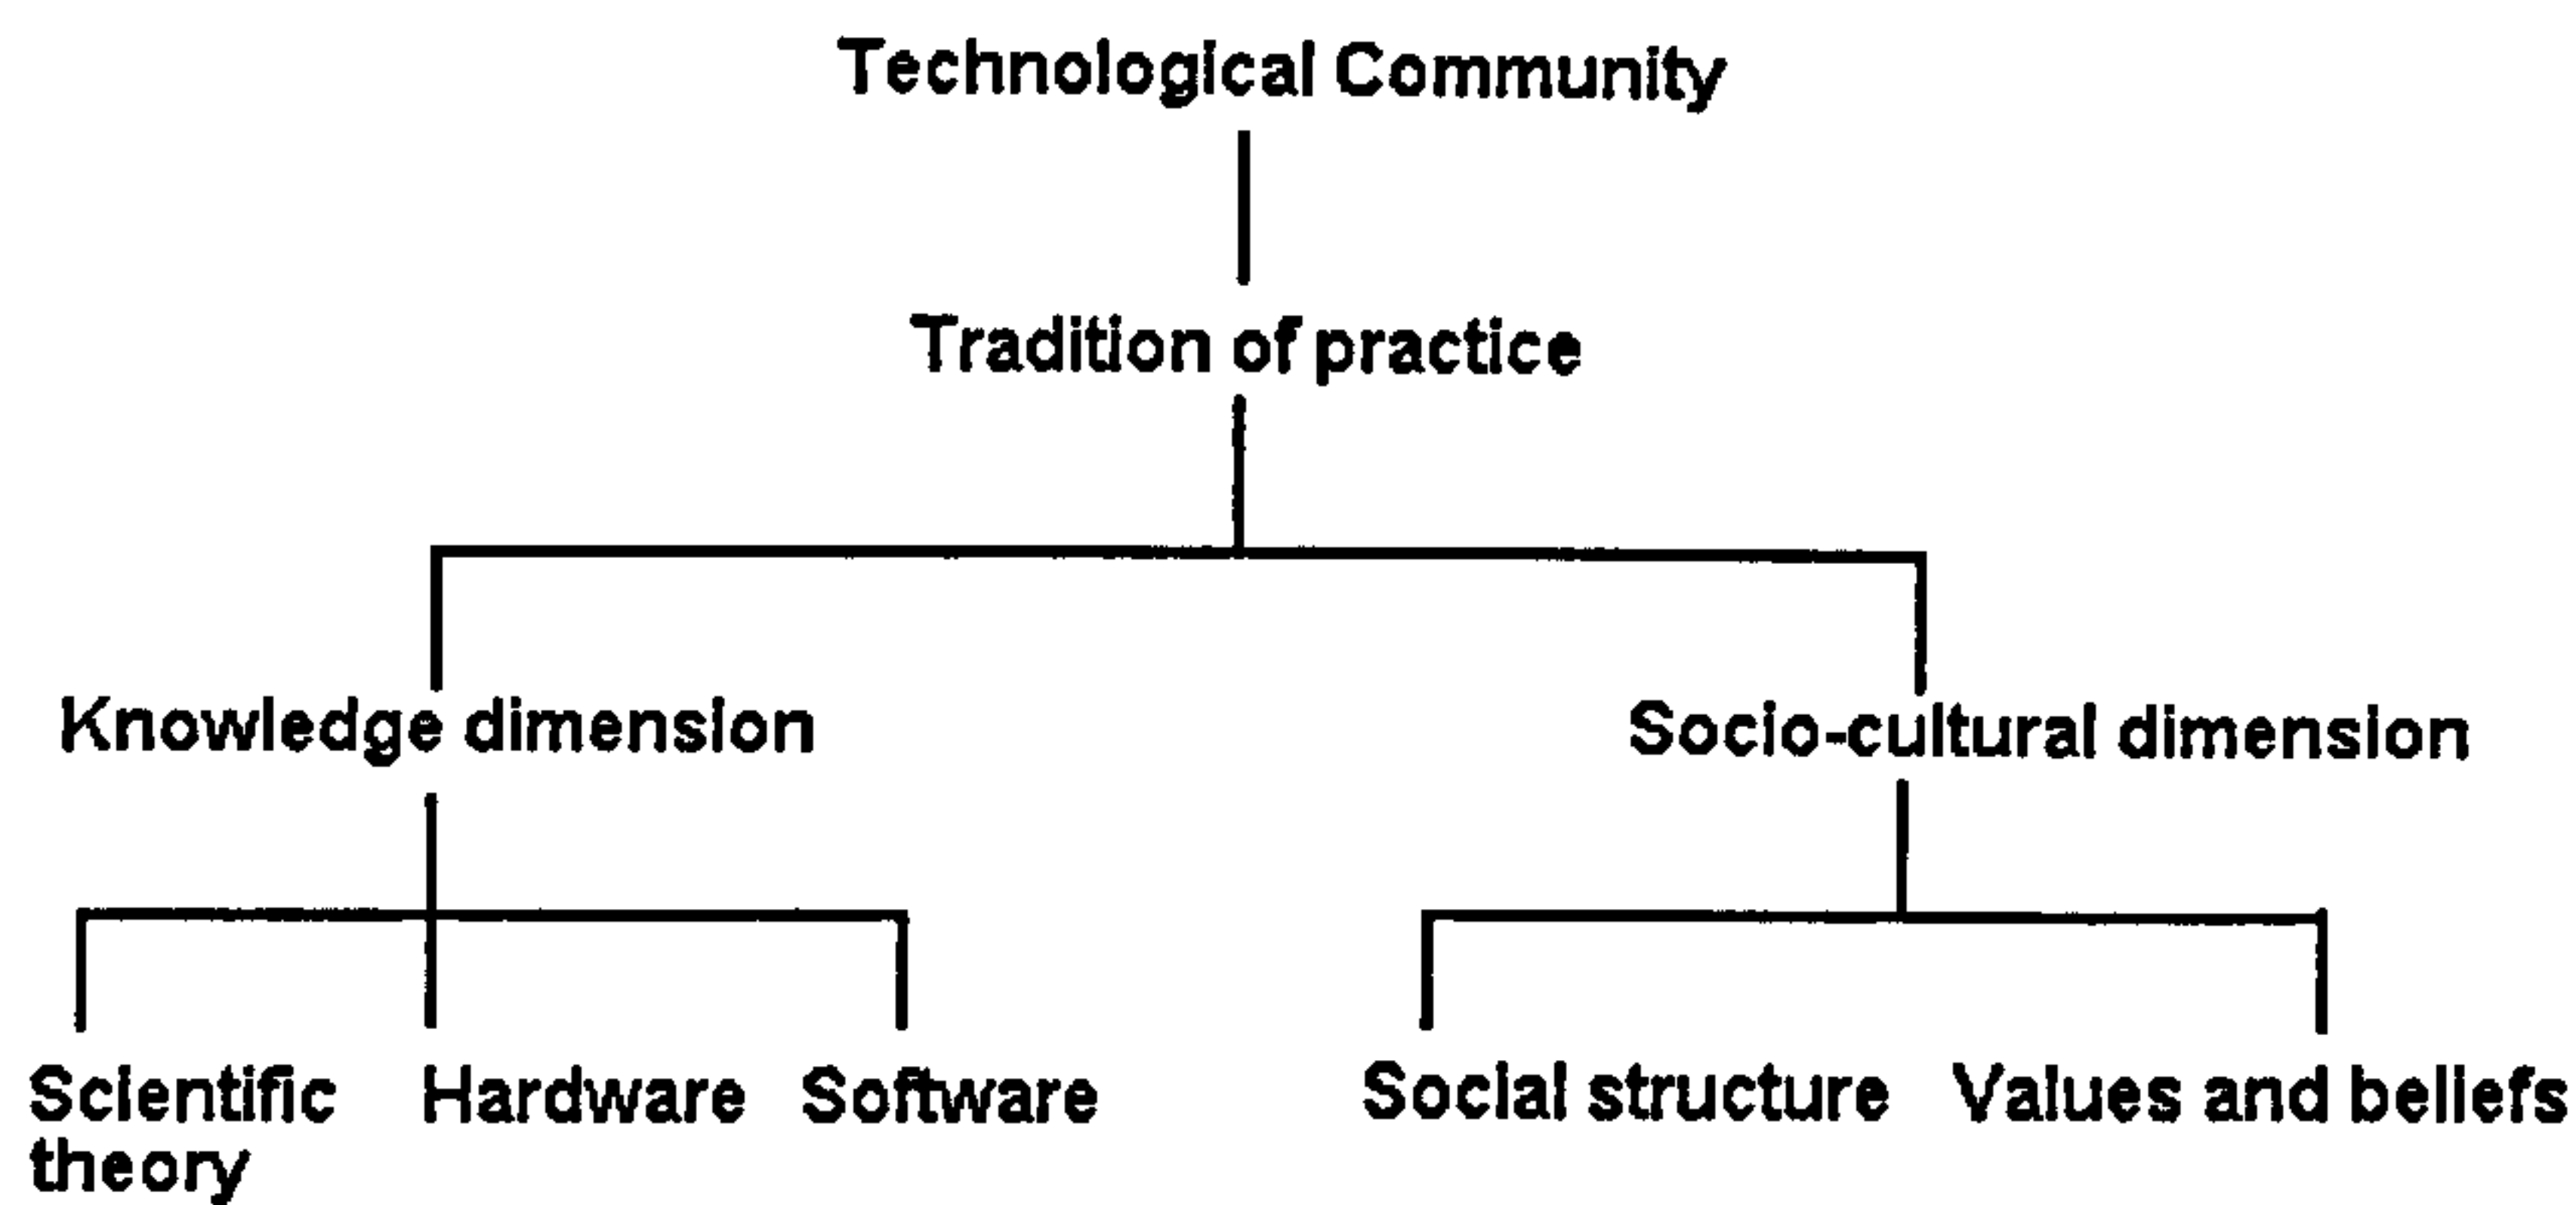 Technological Community
Tradition of practice
Knowledge dimension
Socio-cultural dimension
Scientific
theory
Hardware
Software
Social structure
Values and beliefs